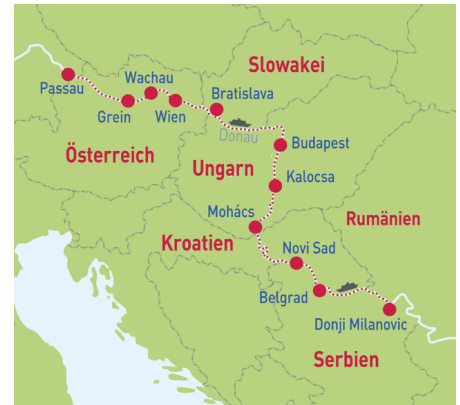 Slowakei
Passau
Wachau
Bratislava
Grein
Wien
Donau
Budapest
Österreich
Ungarn
Kalocsa
Mohács
Rumänien
Kroatien
Novi Sad
Belgrad
Donji Milanovic
Serbien